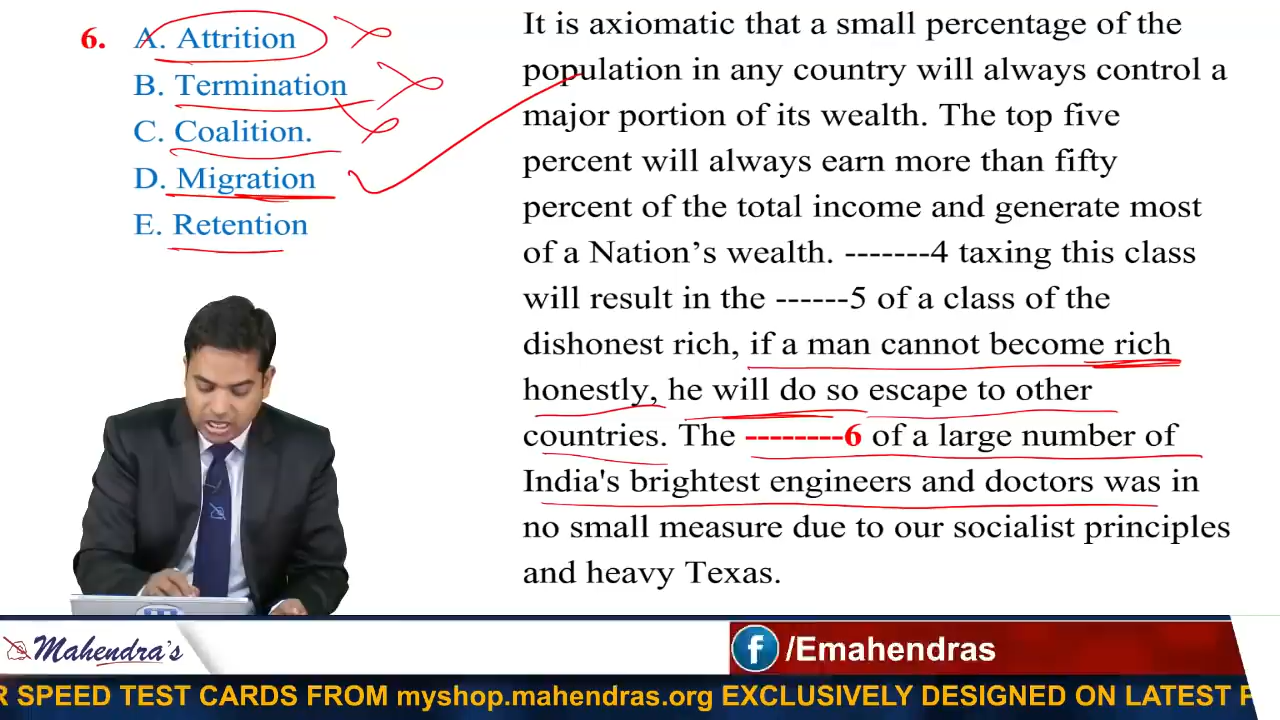 6. A. Attrition
B. Termination
C. Coalition.
D. Migration
E. Retention
It is axiomatic that a small percentage of the
population in any country will always control a
major portion of its wealth. The top five
percent will always earn more than fifty
percent of the total income and generate most
of a Nation's wealth. -------4 taxing this class
will result in the ------5 of a class of the
dishonest rich, if a man cannot become rich
honestly, he will do so escape to other
countries. The ---------6 of a large number of
India's brightest engineers and doctors was in
no small measure due to our socialist principles
and heavy Texas.
Mahendra's
f /Emahendras
R SPEED TEST CARDS FROM myshop.mahendras.org EXCLUSIVELY DESIGNED ON LATEST P